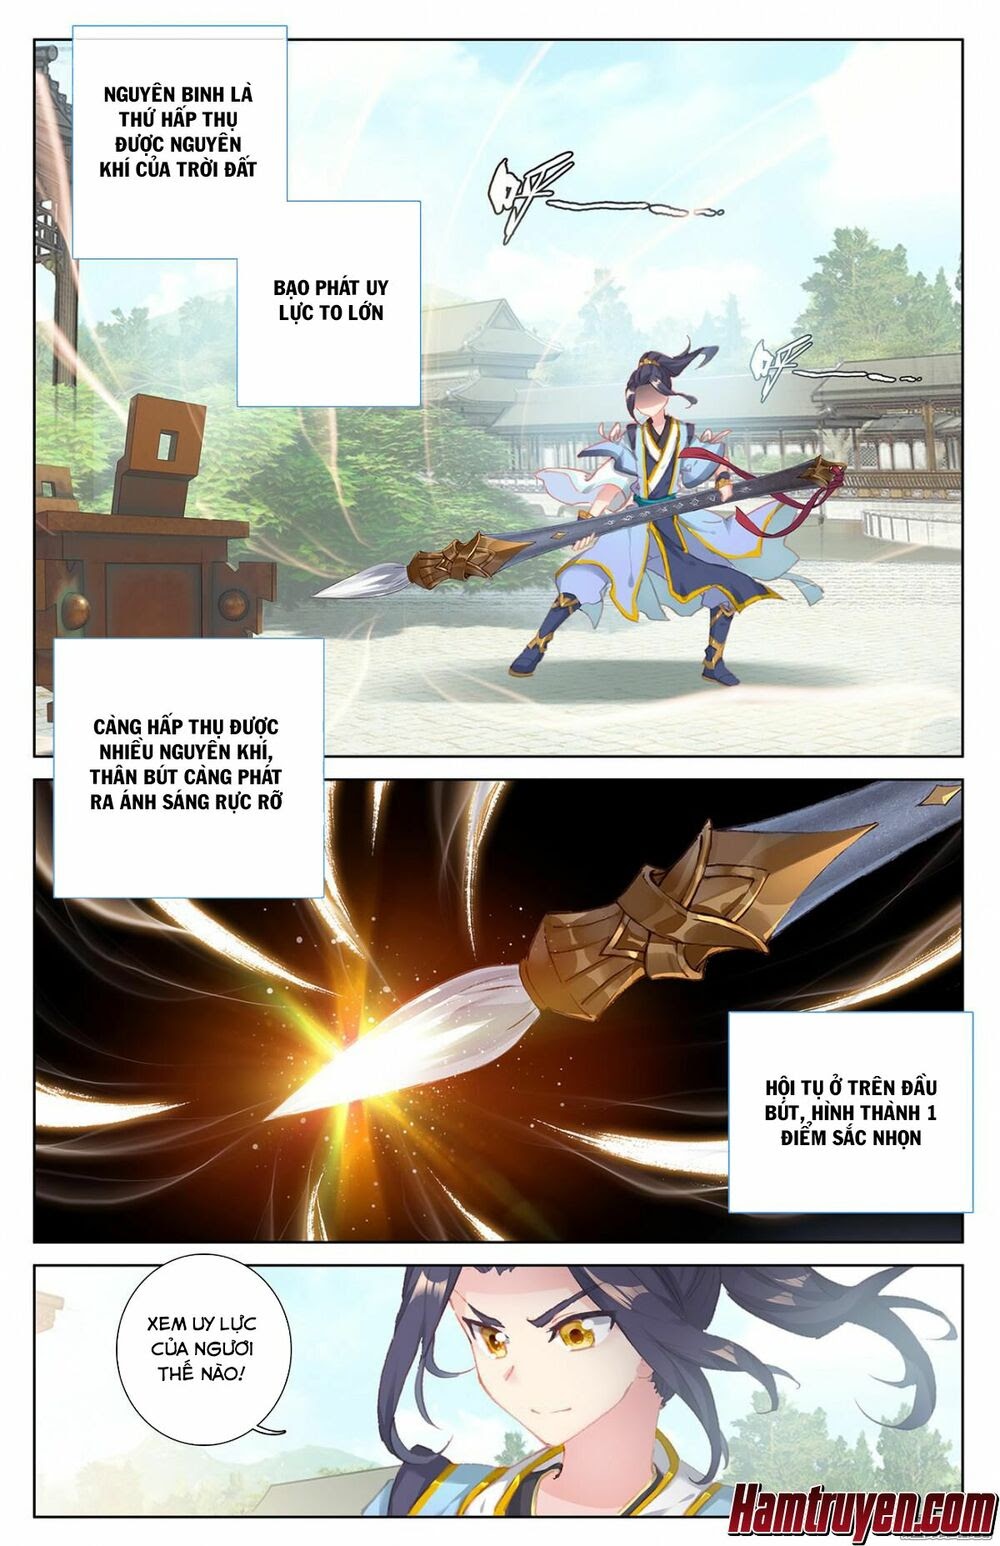 NGUYÊN BINH LÀ
THỨ HẤP THỤ
ĐƯỢC NGUYÊN
KHÍ CỦA TRỜI ĐẤT
BẠO PHÁT UY
LỰC TO LỚN
CÀNG HẤP THỤ ĐƯỢC
NHIỀU NGUYÊN KHÍ,
THÂN BÚT CÀNG PHÁT
RA ÁNH SÁNG RỰC RỠ
HỘI TỤ Ở TRÊN ĐẦU
BÚT, HÌNH THÀNH 1
ĐIỂM SẮC NHỌN
XEM UY LỰC
CỦA NGƯƠI
THẾ NÀO!
Hamtruyen.com